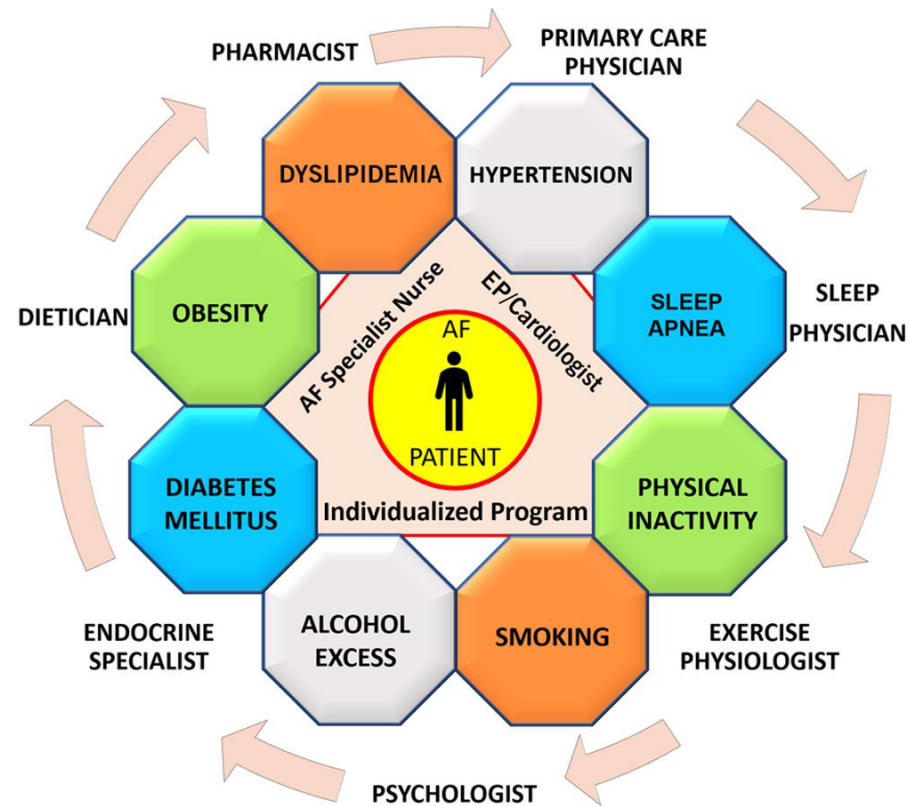 PHARMACIST
PRIMARY CARE
PHYSICIAN
DYSLIPIDEMIA
HYPERTENSION
SLEEP
APNEA
SLEEP
PHYSICIAN
PHYSICAL
INACTIVITY
EXERCISE
PHYSIOLOGIST
SMOKING
PSYCHOLOGIST
ALCOHOL
EXCESS
ENDOCRINE
SPECIALIST
DIABETES
MELLITUS
DIETICIAN
OBESITY
AF Specialist Nurse
EP/Cardiologist
Individualized Program
AF
PATIENT